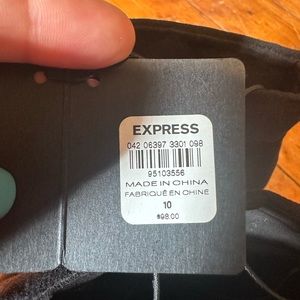 EXPRESS
042 06397 3301 098
95103556
MADE IN CHINA
FABRIQUÉ EN CHINE
10
$98.00